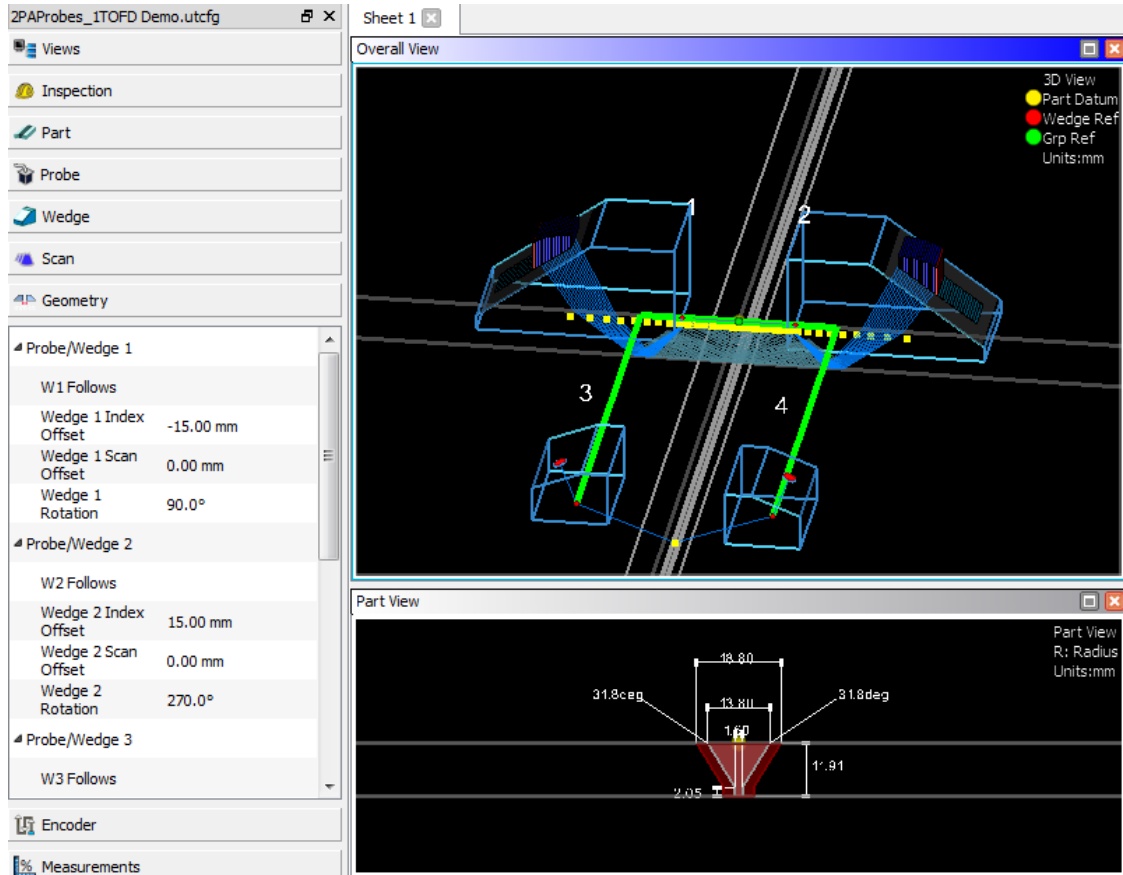 2PAProbes_1TOFD Demo.utcfg
Views
Inspection
Part
Probe
Wedge
Scan
Geometry
Probe/Wedge 1
W1 Follows
Wedge 1 Index
Offset
-15.00 mm
Wedge 1 Scan
Offset
0.00 mm
Wedge 1
Rotation
90.0°
Probe/Wedge 2
W2 Follows
Wedge 2 Index
Offset
15.00 mm
Wedge 2 Scan
Offset
0.00 mm
Wedge 2
Rotation
270.0°
Probe/Wedge 3
W3 Follows
Encoder
Measurements
Sheet 1
Overall View
3D View
Part Datum
Wedge Ref
Grp Ref
Units:mm
1
2
3
4
Part View
Part View
R: Radius
Units:mm
18.80
31.8deg
13.80
31.8deg
1.60
11.91
2.05